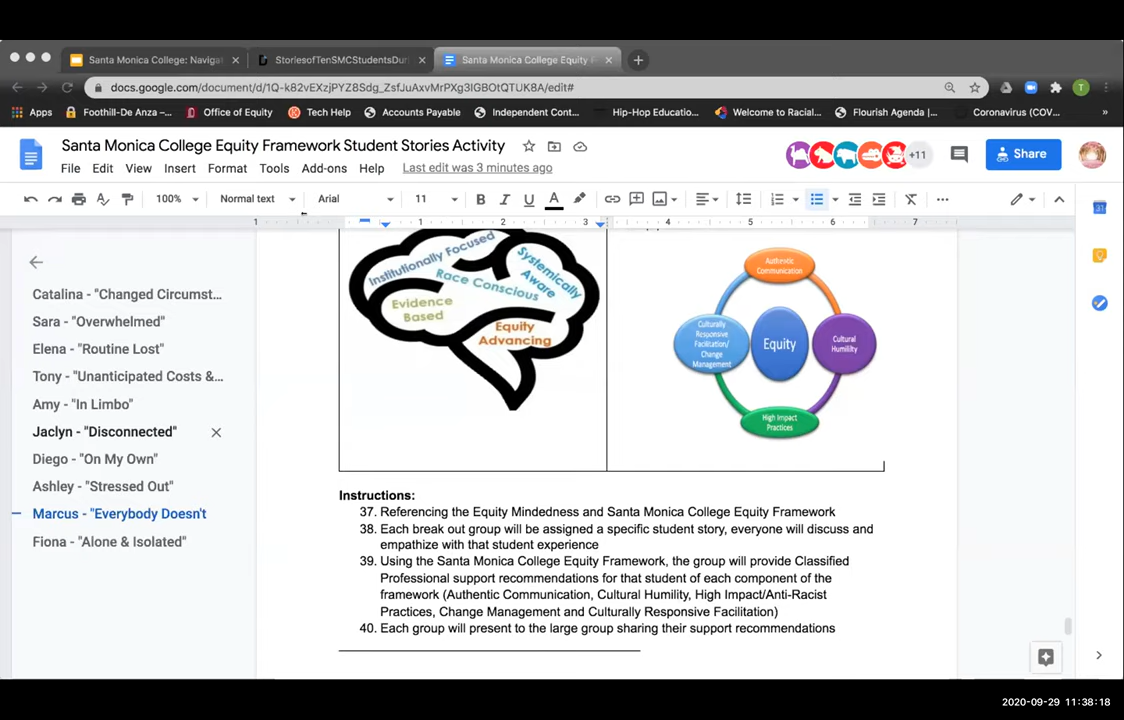 Santa Monica College: Navigat
StoriesofTenSMCStudentsDuri
Santa Monica College Equity F
docs.google.com/document/d/1Q-k82vEXzjPYZ8Sdg_ZsfJuAxvMrPXg3IGBOtQTUK8A/edit#
T
Apps
Foothill-De Anza –...
Office of Equity
Tech Help
Accounts Payable
Independent Cont...
Hip-Hop Educatio...
Welcome to Racial...
Flourish Agenda |...
Coronavirus (COV...
»
Santa Monica College Equity Framework Student Stories Activity
+11
Share
File Edit View Insert Format Tools Add-ons Help Last edit was 3 minutes ago
100% Normal text Arial 11 B I U A
1 1 2 3 4 5 6 7
Catalina - "Changed Circumst...
Sara - "Overwhelmed"
Elena - "Routine Lost"
Tony - "Unanticipated Costs &...
Amy - "In Limbo"
Jaclyn - "Disconnected"
Diego - "On My Own"
Ashley - "Stressed Out"
Marcus - "Everybody Doesn't
Fiona - "Alone & Isolated"
Institutionally Focused
Systemically
Aware
Race Conscious
Evidence
Based
Equity
Advancing
Authentic
Communication
Culturally
Responsive
Facilitation/
Change
Management
Equity
Cultural
Humility
High Impact
Practices
Instructions:
37. Referencing the Equity Mindedness and Santa Monica College Equity Framework
38. Each break out group will be assigned a specific student story, everyone will discuss and
empathize with that student experience
39. Using the Santa Monica College Equity Framework, the group will provide Classified
Professional support recommendations for that student of each component of the
framework (Authentic Communication, Cultural Humility, High Impact/Anti-Racist
Practices, Change Management and Culturally Responsive Facilitation)
40. Each group will present to the large group sharing their support recommendations
2020-09-29 11:38:18